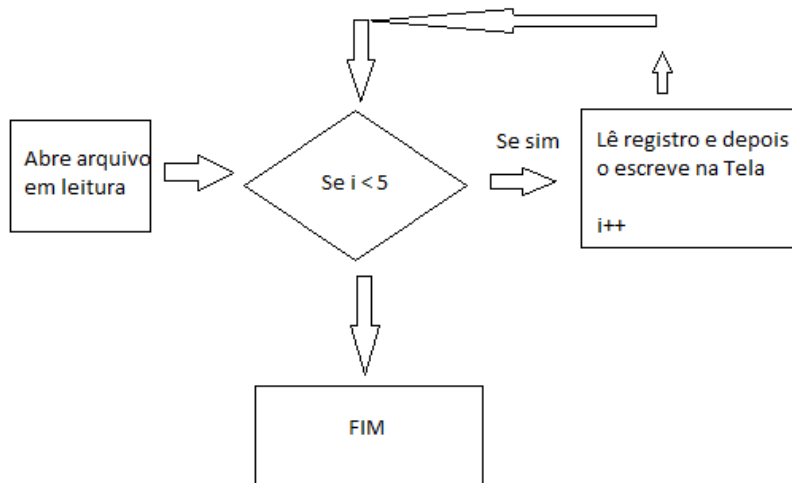 Abre arquivo
em leitura
Se i < 5
Se sim
Lê registro e depois
o escreve na Tela
i++
FIM